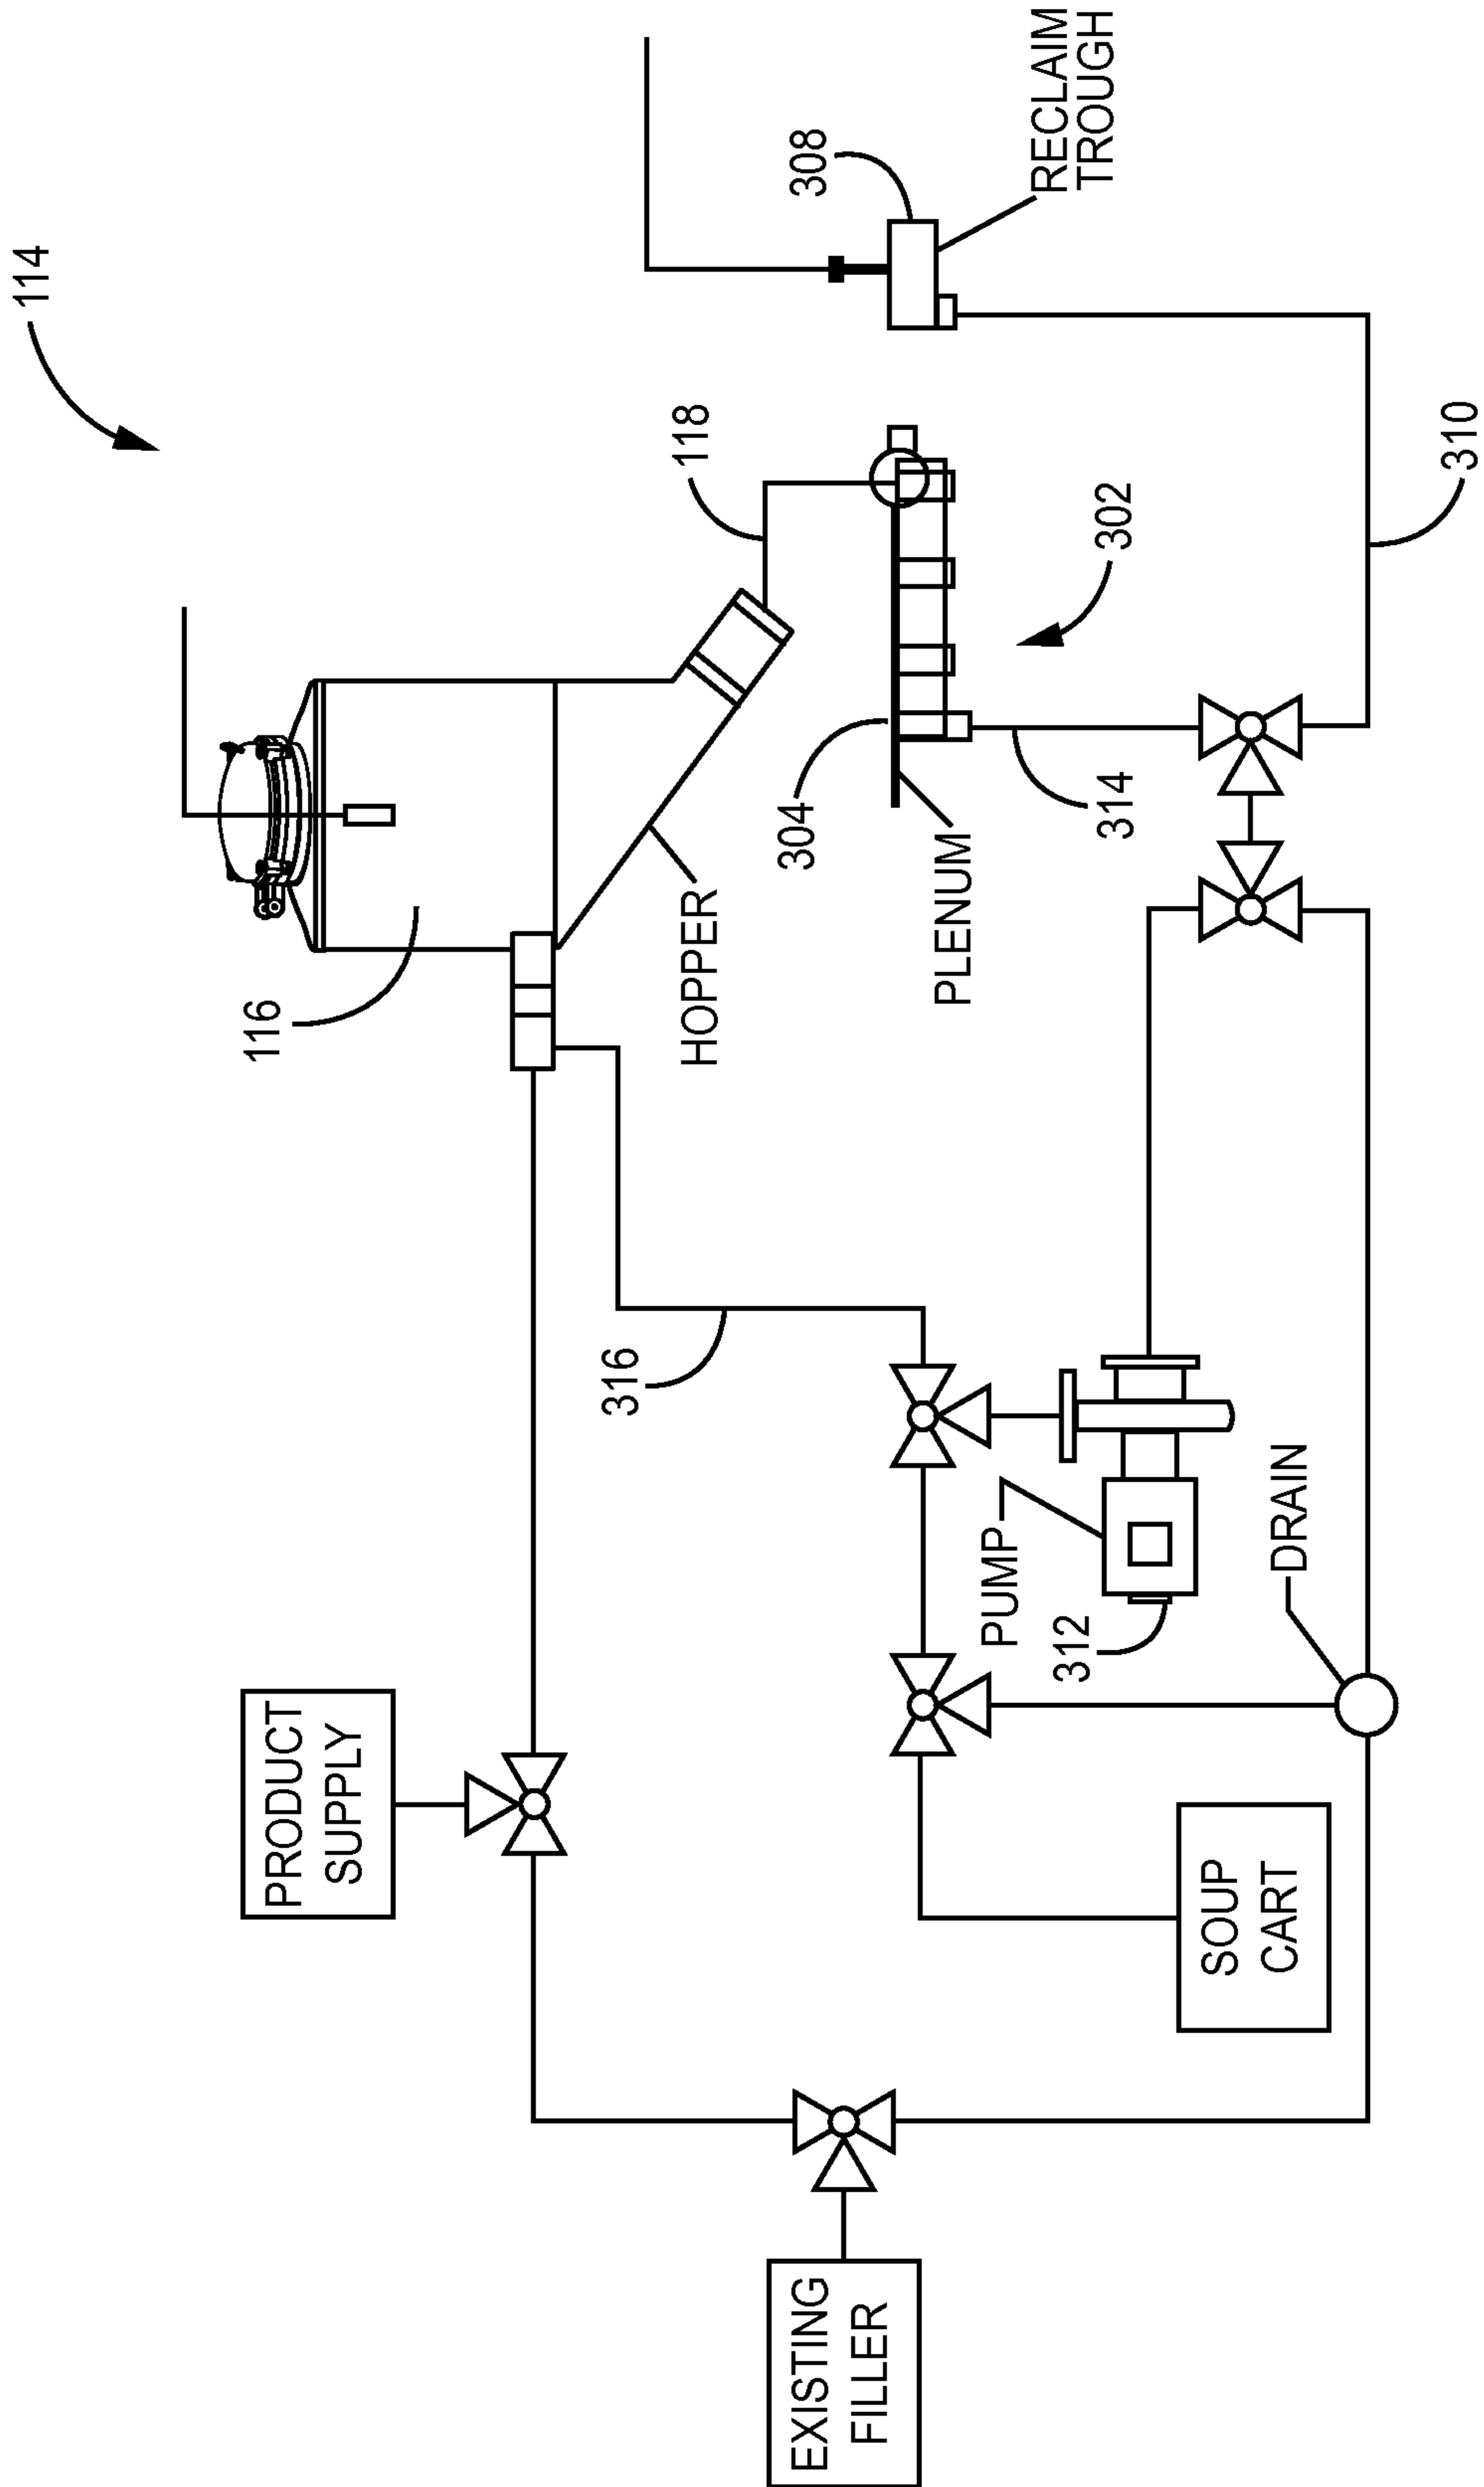 114
116
PRODUCT
SUPPLY
HOPPER
118
316
304
PLENUM
308
RECLAIM
TROUGH
302
314
310
EXISTING
FILLER
SOUP
CART
PUMP
312
DRAIN